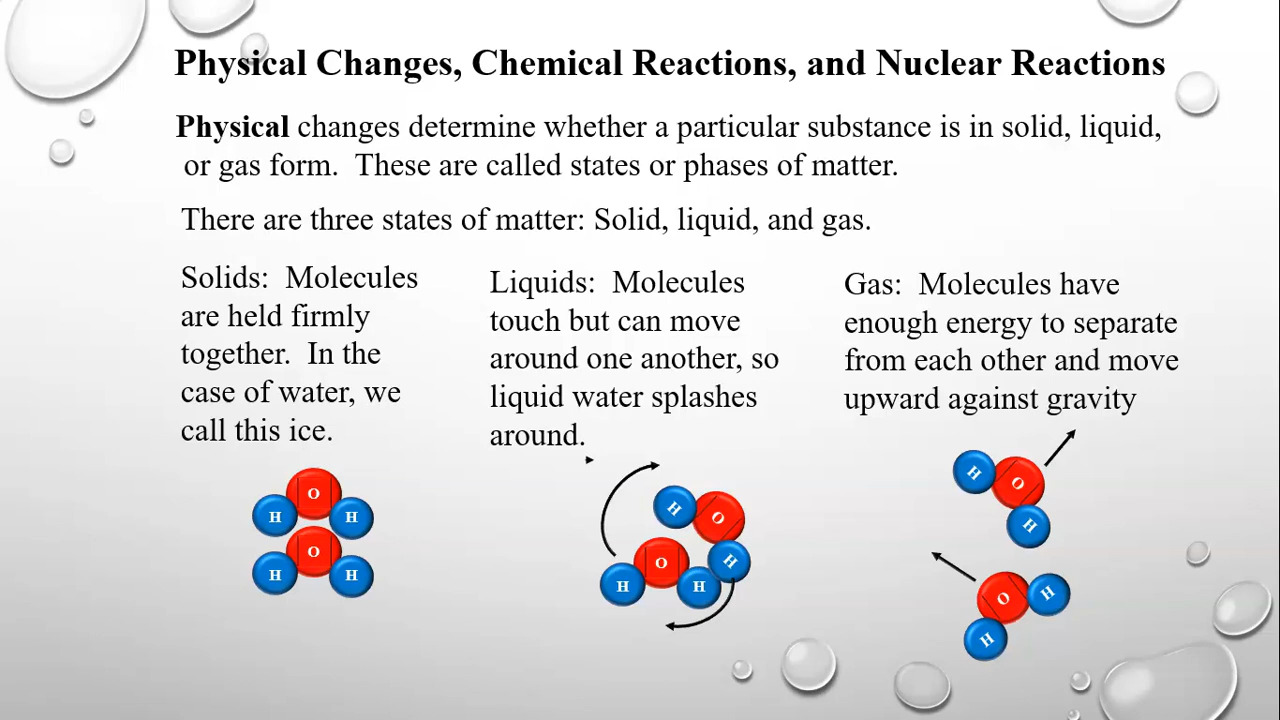 Physical Changes, Chemical Reactions, and Nuclear Reactions
Physical changes determine whether a particular substance is in solid, liquid,
or gas form.  These are called states or phases of matter.
There are three states of matter: Solid, liquid, and gas.
Solids:  Molecules
are held firmly
together.  In the
case of water, we
call this ice.
Liquids:  Molecules
touch but can move
around one another, so
liquid water splashes
around.
Gas:  Molecules have
enough energy to separate
from each other and move
upward against gravity
O
H H
O
H H
H O
H
O
H H
H O
H
O H
H